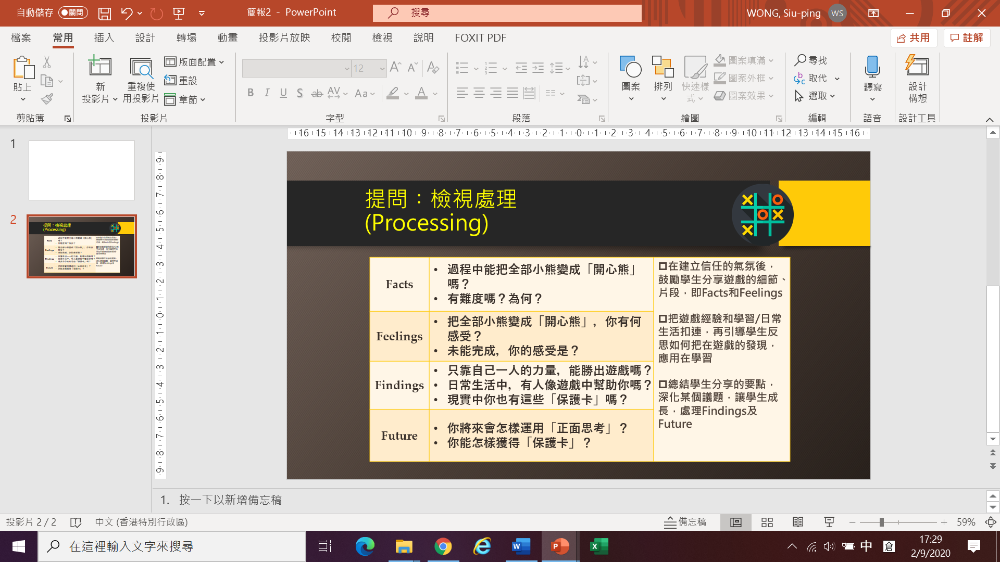 自動儲存 關閉 簡報2 - PowerPoint 搜尋 WONG, Siu-ping WS
檔案 常用 插入 設計 轉場 動畫 投影片放映 校閱 檢視 說明 FOXIT PDF 共用 註解
貼上 新 投影片 重複使 用投影片 版面配置 重設 章節 12 圖案 排列 快速樣 式 圖案填滿 圖案外框 圖案效果 尋找 取代 選取 聽寫 設計 構想
剪貼簿 投影片 字型 段落 繪圖 編輯 語音 設計工具
16 15 14 13 12 11 10 9 8 7 6 5 4 3 2 1 0 1 2 3 4 5 6 7 8 9 10 11 12 13 14 15 16
9 8 7 6 5 4 3 2 1 0 1 2 3 4 5 6 7 8 9
1
2
提問：檢視處理
(Processing)
Facts
• 過程中能把全部小熊變成「開心熊」
嗎？
• 有難度嗎？為何？
Feelings
• 把全部小熊變成「開心熊」，你有何
感受？
• 未能完成，你的感受是？
Findings
• 只靠自己一人的力量，能勝出遊戲嗎？
• 日常生活中，有人像遊戲中幫助你嗎？
• 現實中你也有這些「保護卡」嗎？
Future
• 你將來會怎樣運用「正面思考」？
• 你能怎樣獲得「保護卡」？
在建立信任的氣氛後，
鼓勵學生分享遊戲的細節、
片段，即Facts和Feelings
把遊戲經驗和學習/日常
生活扣連，再引導學生反
思如何把在遊戲的發現，
應用在學習
總結學生分享的要點，
深化某個議題，讓學生成
長，處理Findings及
Future
1. 按一下以新增備忘稿
投影片 2 / 2 中文 (香港特別行政區) 備忘稿 59%
在這裡輸入文字來搜尋 中 倉 17:29
2/9/2020